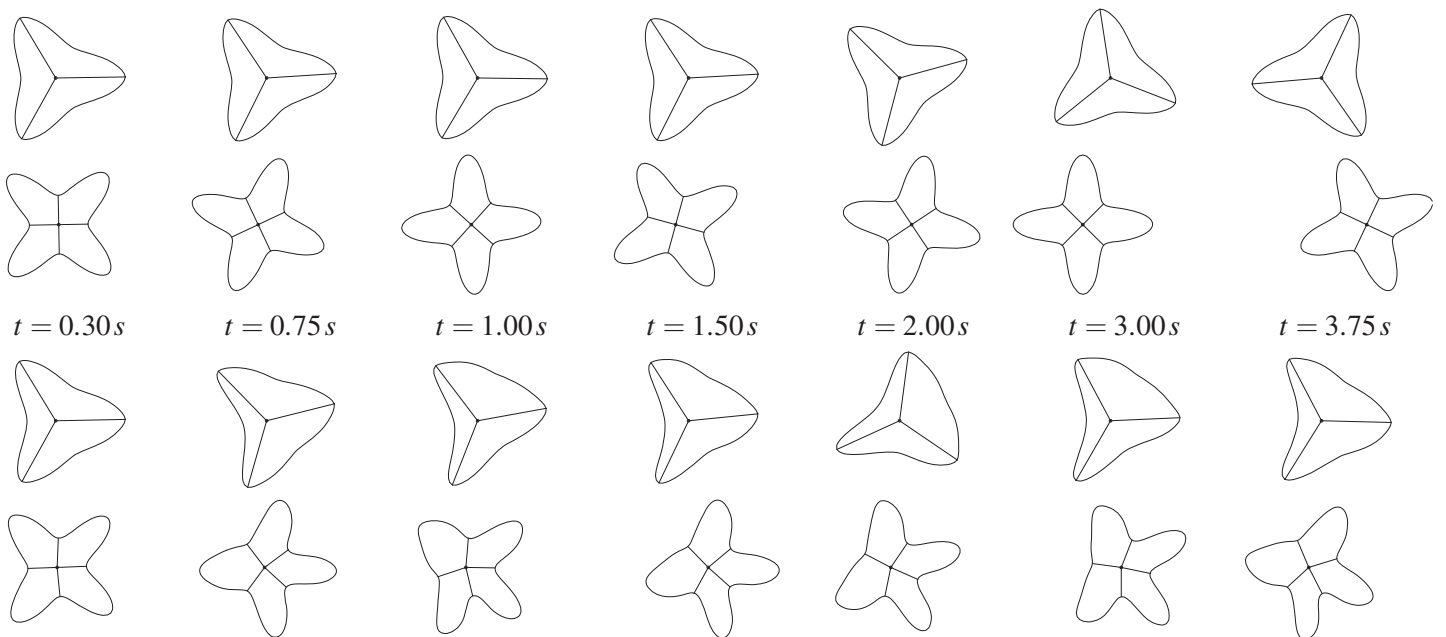 t = 0.30 s t = 0.75 s t = 1.00 s t = 1.50 s t = 2.00 s t = 3.00 s t = 3.75 s